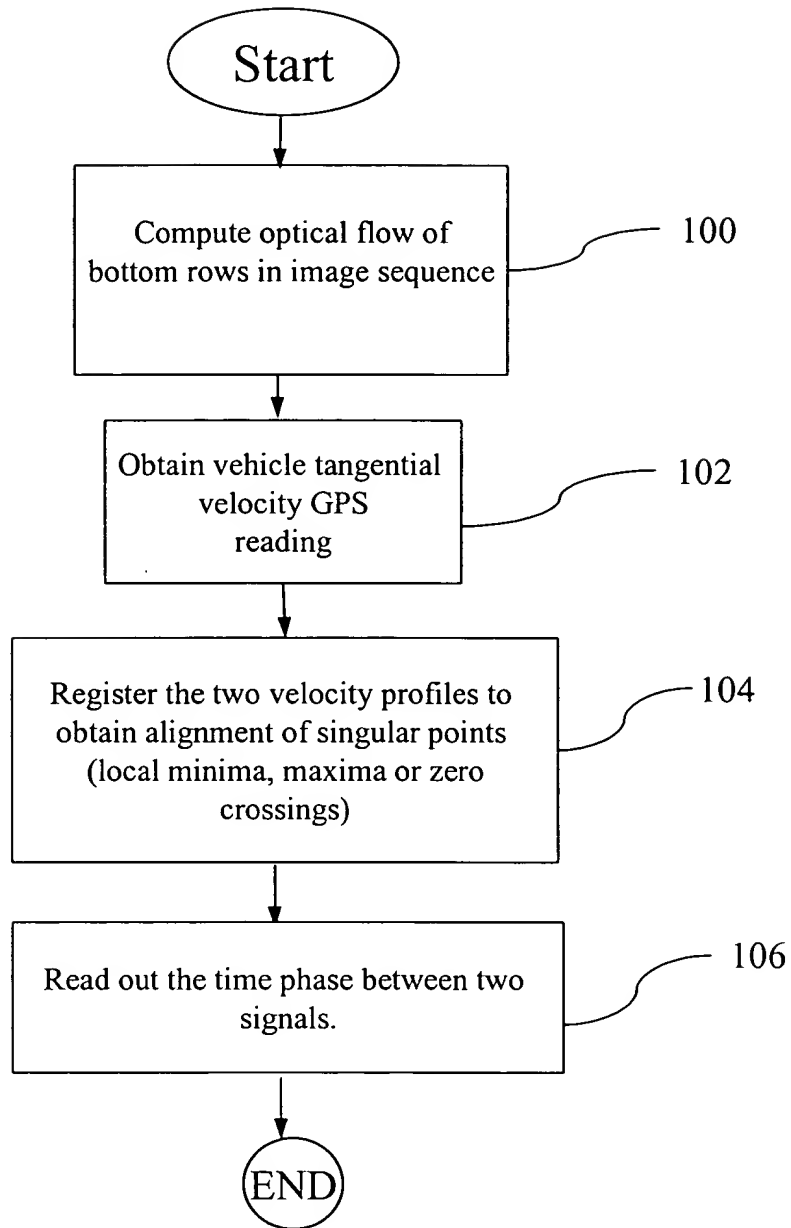 Start
Compute optical flow of
bottom rows in image sequence
100
Obtain vehicle tangential
velocity GPS
reading
102
Register the two velocity profiles to
obtain alignment of singular points
(local minima, maxima or zero
crossings)
104
Read out the time phase between two
signals.
106
END